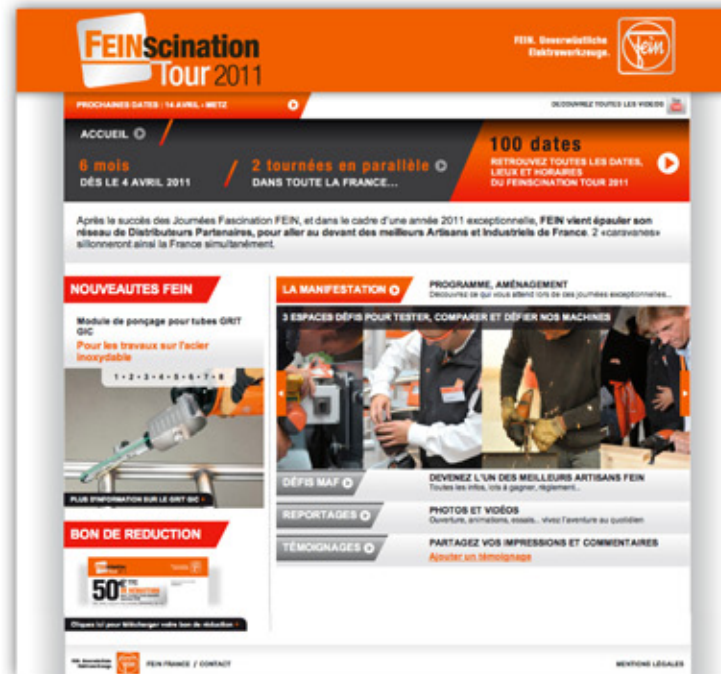 FEINscination
Tour 2011
FEIN. Unverwüstliche
Elektrowerkzeuge.
Fein
PROCHAINES DATES : 14 AVRIL - METZ
DECOUVREZ TOUTES LES VIDEOS
ACCUEIL
6 mois
DÈS LE 4 AVRIL 2011
2 tournées en parallèle
DANS TOUTE LA FRANCE...
100 dates
RETROUVEZ TOUTES LES DATES,
LIEUX ET HORAIRES
DU FEINSCINATION TOUR 2011
Après le succès des Journées Fascination FEIN, et dans le cadre d'une année 2011 exceptionnelle, FEIN vient épauler son
réseau de Distributeurs Partenaires, pour aller au devant des meilleurs Artisans et Industriels de France. 2 «caravanes»
sillonneront ainsi la France simultanément.
NOUVEAUTES FEIN
Module de ponçage pour tubes GRIT
GIC
Pour les travaux sur l'acier
inoxydable
1 • 2 • 3 • 4 • 5 • 6 • 7 • 8
PLUS D'INFORMATION SUR LE GRIT GIC
BON DE REDUCTION
FEINscination
50€ TTC
DE REDUCTION
Cliquez ici pour télécharger votre bon de réduction
LA MANIFESTATION
PROGRAMME, AMÉNAGEMENT
Découvrez ce qui vous attend lors de ces journées exceptionnelles...
3 ESPACES DÉFIS POUR TESTER, COMPARER ET DÉFIER NOS MACHINES
DÉFIS MAF
DEVENEZ L'UN DES MEILLEURS ARTISANS FEIN
Toutes les infos, lots à gagner, règlement...
REPORTAGES
PHOTOS ET VIDÉOS
Ouverture, animations, essais... vivez l'aventure au quotidien
TÉMOIGNAGES
PARTAGEZ VOS IMPRESSIONS ET COMMENTAIRES
Ajouter un témoignage
FEIN. Unverwüstliche
Elektrowerkzeuge.
FEIN FRANCE / CONTACT
MENTIONS LÉGALES